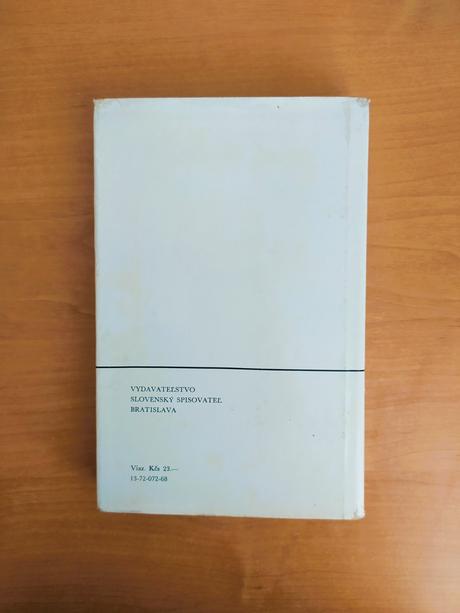 VYDAVATEĽSTVO
SLOVENSKÝ SPISOVATEĽ
BRATISLAVA
Viaz. Kčs 23.—
13-72-072-68